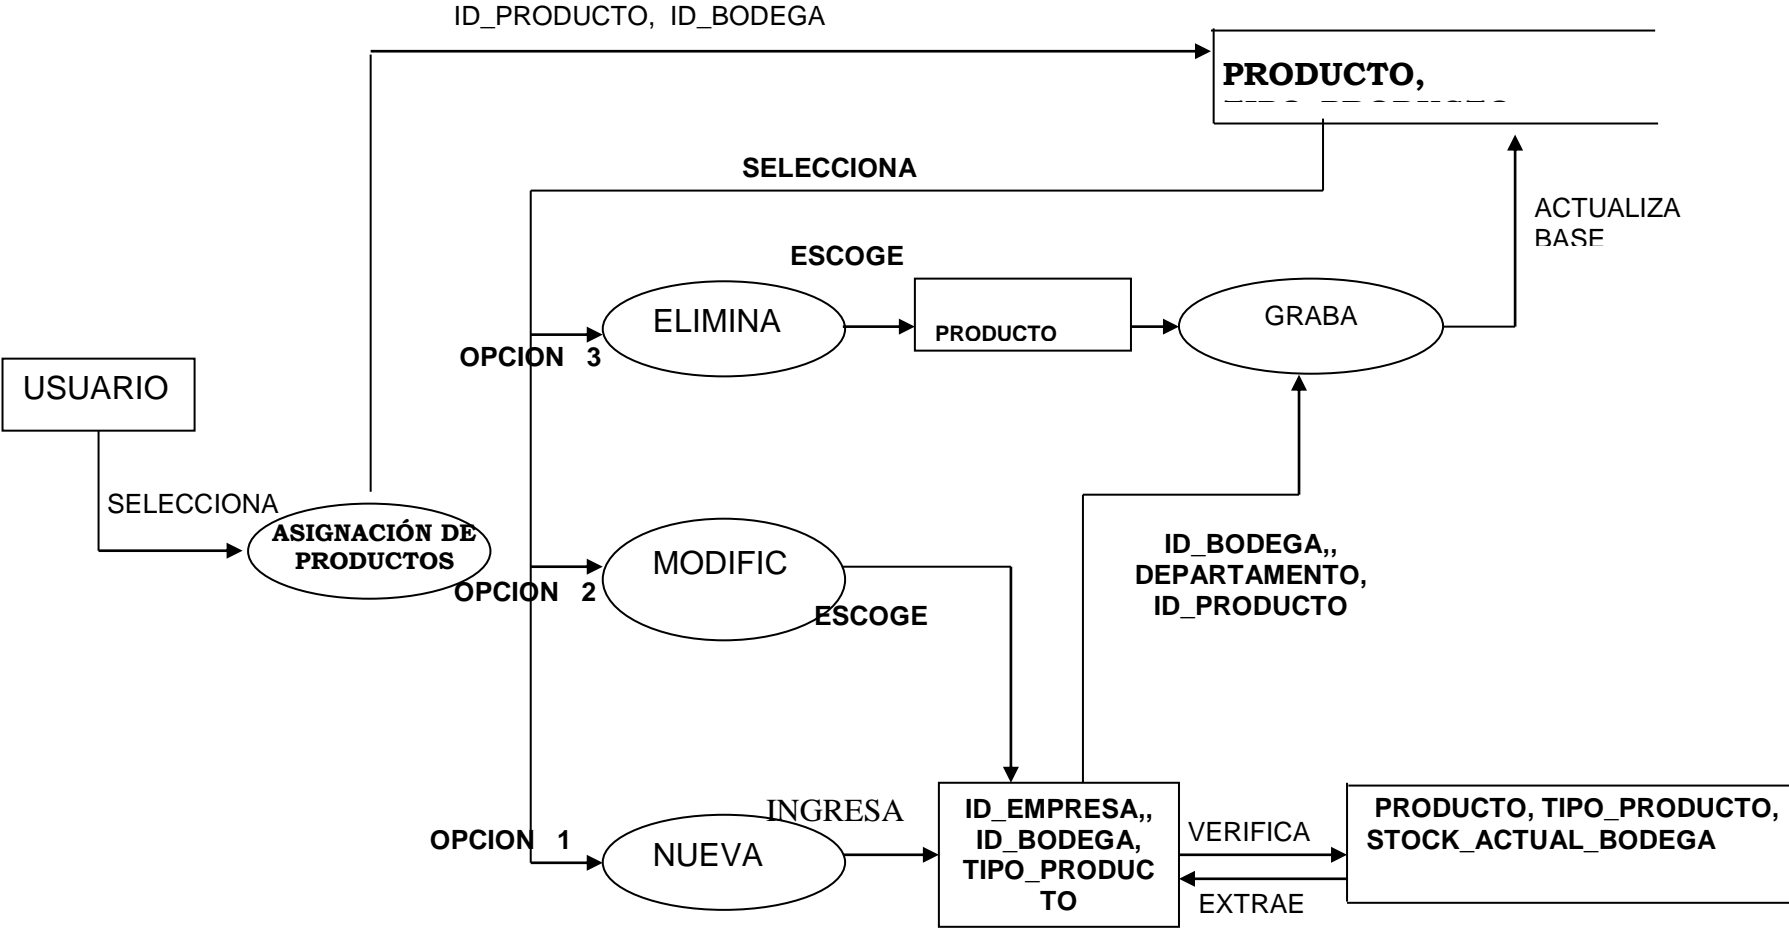 ID_PRODUCTO, ID_BODEGA
PRODUCTO,
SELECCIONA
ACTUALIZA
BASE
ESCOGE
ELIMINA
PRODUCTO
GRABA
OPCION 3
USUARIO
SELECCIONA
ASIGNACIÓN DE
PRODUCTOS
MODIFIC
OPCION 2
ESCOGE
ID_BODEGA,,
DEPARTAMENTO,
ID_PRODUCTO
INGRESA
OPCION 1
NUEVA
ID_EMPRESA,,
ID_BODEGA,
TIPO_PRODUC
TO
VERIFICA
EXTRAE
PRODUCTO, TIPO_PRODUCTO,
STOCK_ACTUAL_BODEGA